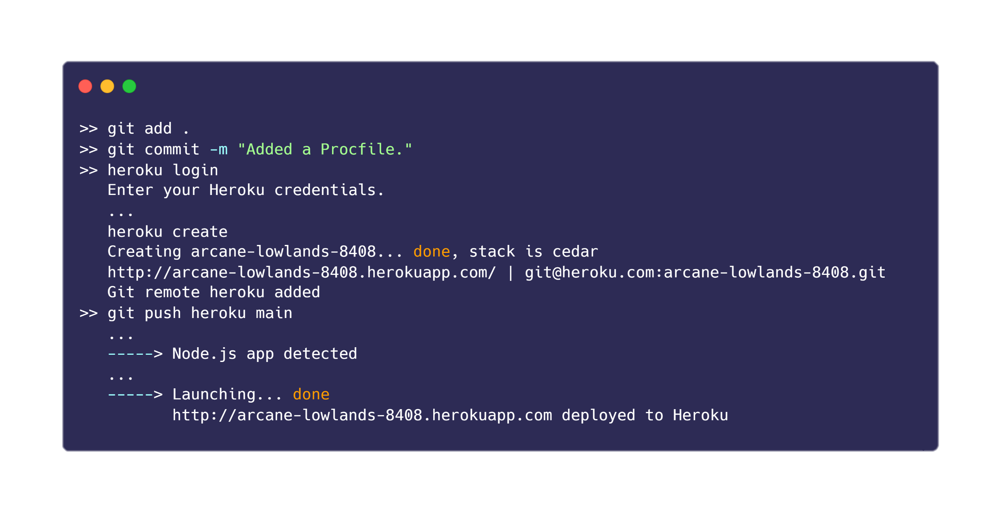 >> git add .
>> git commit -m "Added a Procfile."
>> heroku login
Enter your Heroku credentials.
...
heroku create
Creating arcane-lowlands-8408... done, stack is cedar
http://arcane-lowlands-8408.herokuapp.com/ | git@heroku.com:arcane-lowlands-8408.git
Git remote heroku added
>> git push heroku main
...
-----> Node.js app detected
...
-----> Launching... done
http://arcane-lowlands-8408.herokuapp.com deployed to Heroku